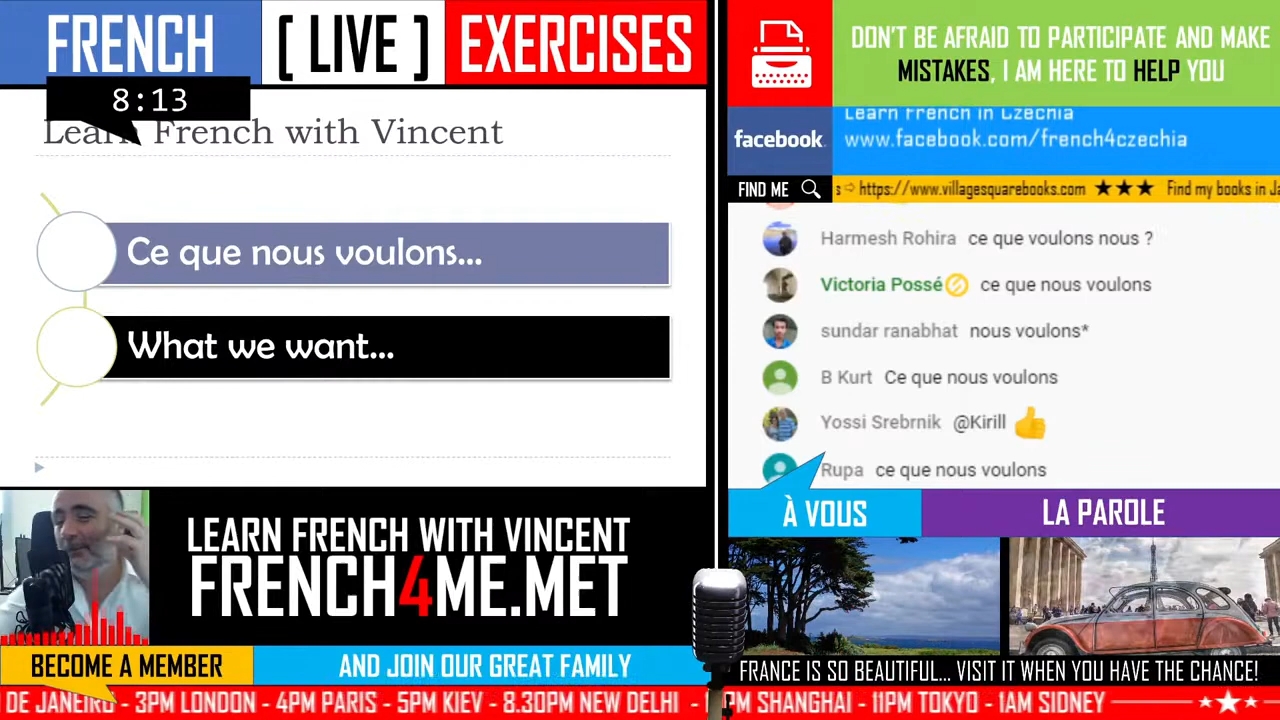 FRENCH [ LIVE ] EXERCISES
8:13
Learn French with Vincent
Ce que nous voulons...
What we want...
LEARN FRENCH WITH VINCENT
FRENCH4ME.MET
BECOME A MEMBER
AND JOIN OUR GREAT FAMILY
DON'T BE AFRAID TO PARTICIPATE AND MAKE
MISTAKES, I AM HERE TO HELP YOU
facebook.
Learn French in Czechia
www.facebook.com/french4czechia
FIND ME
s ➩ https://www.villagesquarebooks.com ★★★ Find my books in Ja
Harmesh Rohira ce que voulons nous ?
Victoria Possé ce que nous voulons
sundar ranabhat nous voulons*
B Kurt Ce que nous voulons
Yossi Srebrnik @Kirill 👍
Rupa ce que nous voulons
À VOUS
LA PAROLE
FRANCE IS SO BEAUTIFUL... VISIT IT WHEN YOU HAVE THE CHANCE!
DE JANEIRO - 3PM LONDON - 4PM PARIS - 5PM KIEV - 8.30PM NEW DELHI - PM SHANGHAI - 11PM TOKYO - 1AM SIDNEY